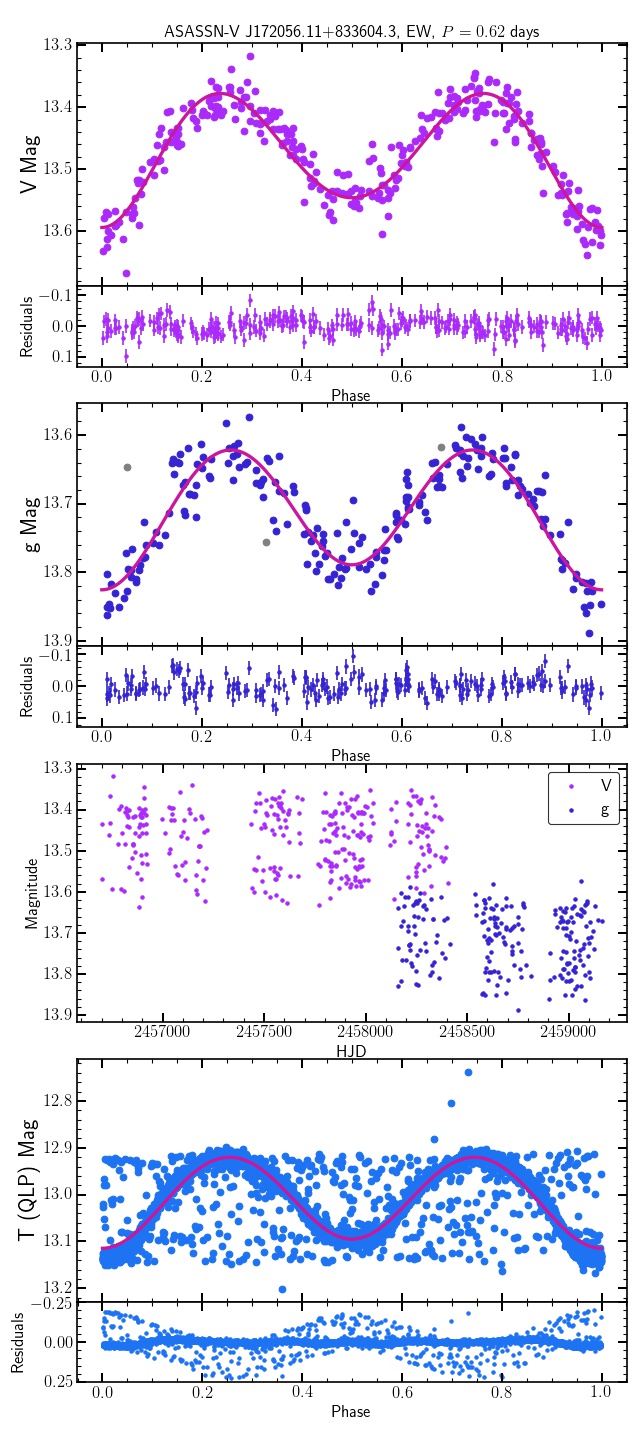 ASASSN-V J172056.11+833604.3, EW, P = 0.62 days
13.3
13.4
13.5
13.6
V Mag
−0.1
0.0
0.1
Residuals
0.0 0.2 0.4 0.6 0.8 1.0
Phase
13.6
13.7
13.8
13.9
g Mag
−0.1
0.0
0.1
Residuals
0.0 0.2 0.4 0.6 0.8 1.0
Phase
13.3
13.4
13.5
13.6
13.7
13.8
13.9
Magnitude
V
g
2457000 2457500 2458000 2458500 2459000
HJD
12.8
12.9
13.0
13.1
13.2
T (QLP) Mag
−0.25
0.00
0.25
Residuals
0.0 0.2 0.4 0.6 0.8 1.0
Phase